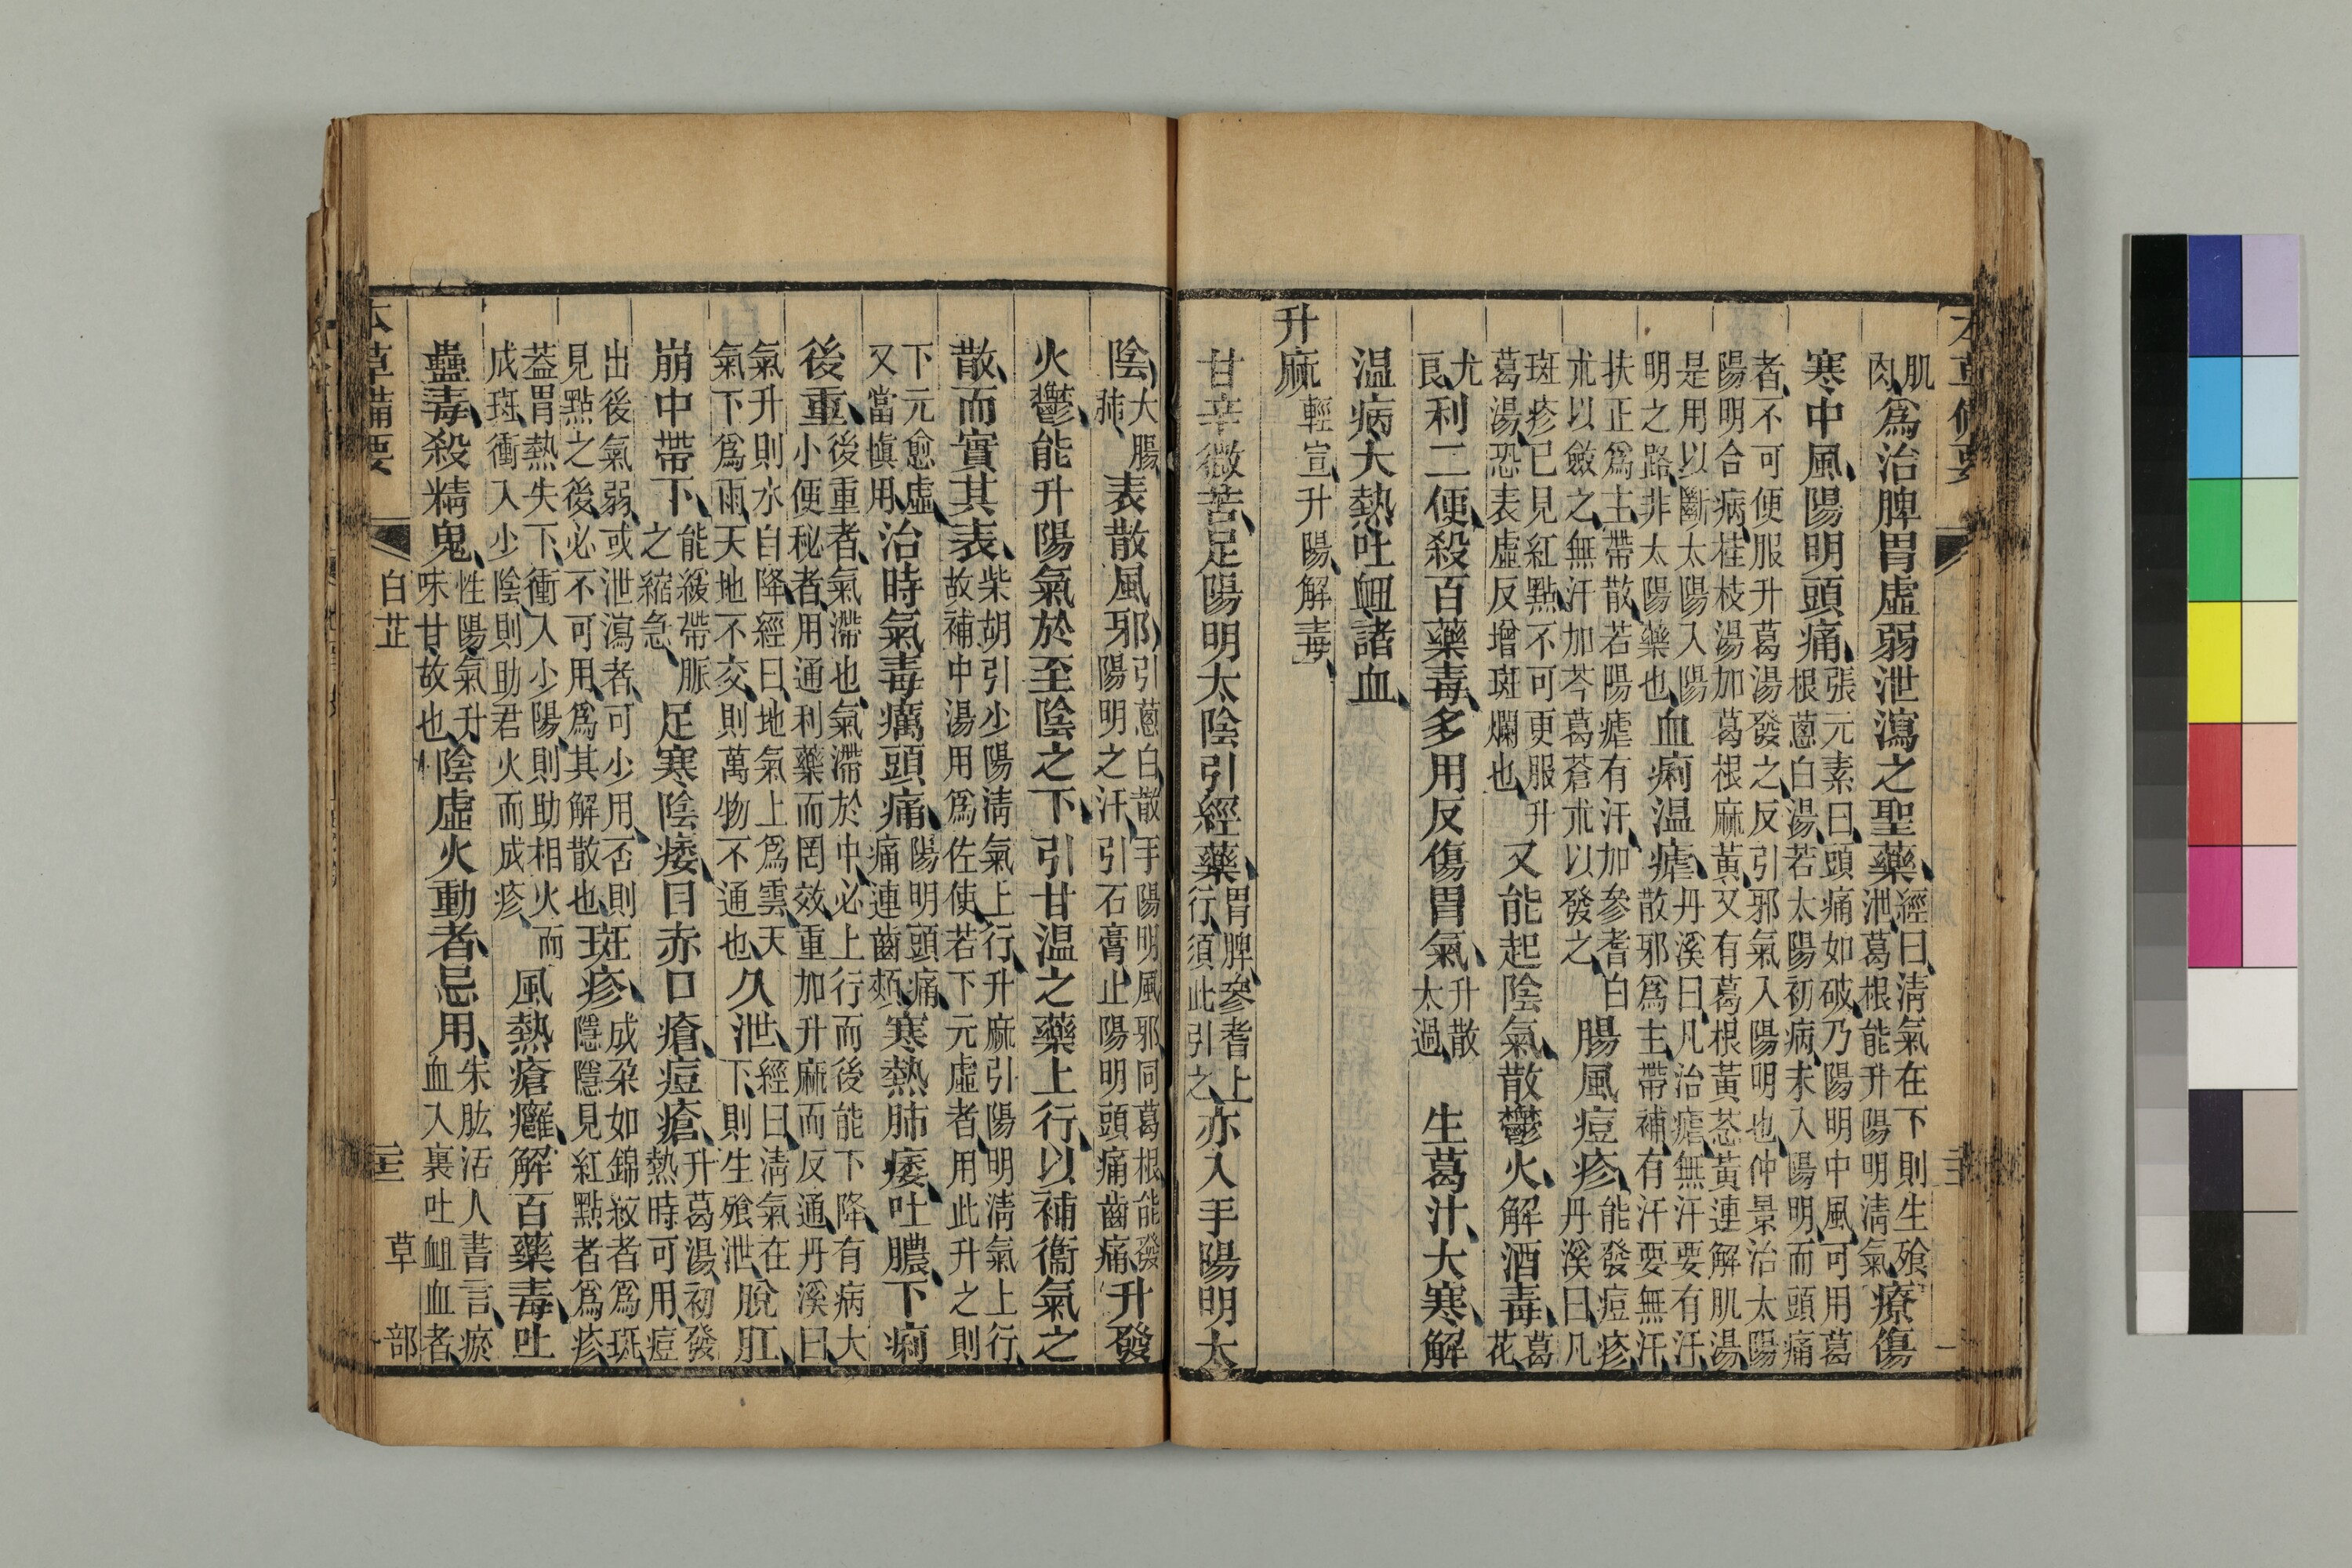 肌肉、爲治脾胃虛弱泄瀉之聖藥、經曰、淸氣在下則生飱泄、葛根能升陽明淸氣、療傷
寒中風、陽明頭痛、張元素曰、頭痛如破、乃陽明中風、可用葛根蔥白湯、若太陽初病、未入陽明、而頭痛
者、不可便服升葛湯發之、反引邪氣入陽明也、仲景治太陽陽明合病、桂枝湯加葛根麻黃、又有葛根黃芩黃連解肌湯、
是用以斷太陽入陽明之路、非太陽藥也、血痢温瘧、丹溪曰、凡治瘧無汗要有汗、散邪爲主帶補、有汗要無汗、
扶正爲主帶散、若陽瘧有汗、加參耆白朮以斂之、無汗加芩葛蒼朮以發之、腸風痘疹、能發痘疹、丹溪曰、凡
斑疹已見紅點、不可更服升葛湯、恐表虛反增斑爛也、又能起陰氣、散鬱火、解酒毒、葛花
尤良、利二便、殺百藥毒、多用反傷胃氣、升散太過、生葛汁、大寒、解
温病大熱、吐衄諸血、
升麻 輕宣、升陽、解毒、
甘辛微苦、足陽明太陰引經藥、胃脾參耆上行、須此引之、亦入手陽明太
陰、大腸肺、表散風邪、引蔥白、散手陽明風邪、同葛根、能發陽明之汗、引石膏、止陽明頭痛齒痛、升發
火鬱、能升陽氣於至陰之下、引甘温之藥上行、以補衞氣之
散而實其表、柴胡引少陽淸氣上行、升麻引陽明淸氣上行、故補中湯用爲佐使、若下元虛者、用此升之、則
下元愈虛、又當愼用、治時氣毒癘、頭痛、陽明頭痛、痛連齒頰、寒熱、肺痿吐膿、下痢
後重、後重者、氣滯也、氣滯於中、必上行而後能下降、有病大小便秘者、用通利藥而罔效、重加升麻而反通、丹溪曰、
氣升則水自降、經曰、地氣上爲雲、天氣下爲雨、天地不交、則萬物不通也、久泄、經曰、淸氣在下、則生飱泄、脫肛、
崩中帶下、能緩帶脈之縮急、足寒陰痿、目赤口瘡、痘瘡、升葛湯、初發熱時可用、痘
出後氣弱、或泄瀉者、可少用、否則見點之後、必不可用、爲其解散也、斑疹、成朶如錦紋者爲斑、隱隱見紅點者爲疹、
葢胃熱失下、衝入少陽、則助相火而成斑、衝入少陰、則助君火而成疹、風熱瘡癰、解百藥毒、吐
蠱毒、殺精鬼、性陽、氣升、味甘故也、陰虛火動者、忌用、朱肱活人書言、瘀血入裏、吐衄血者、
白芷
草部